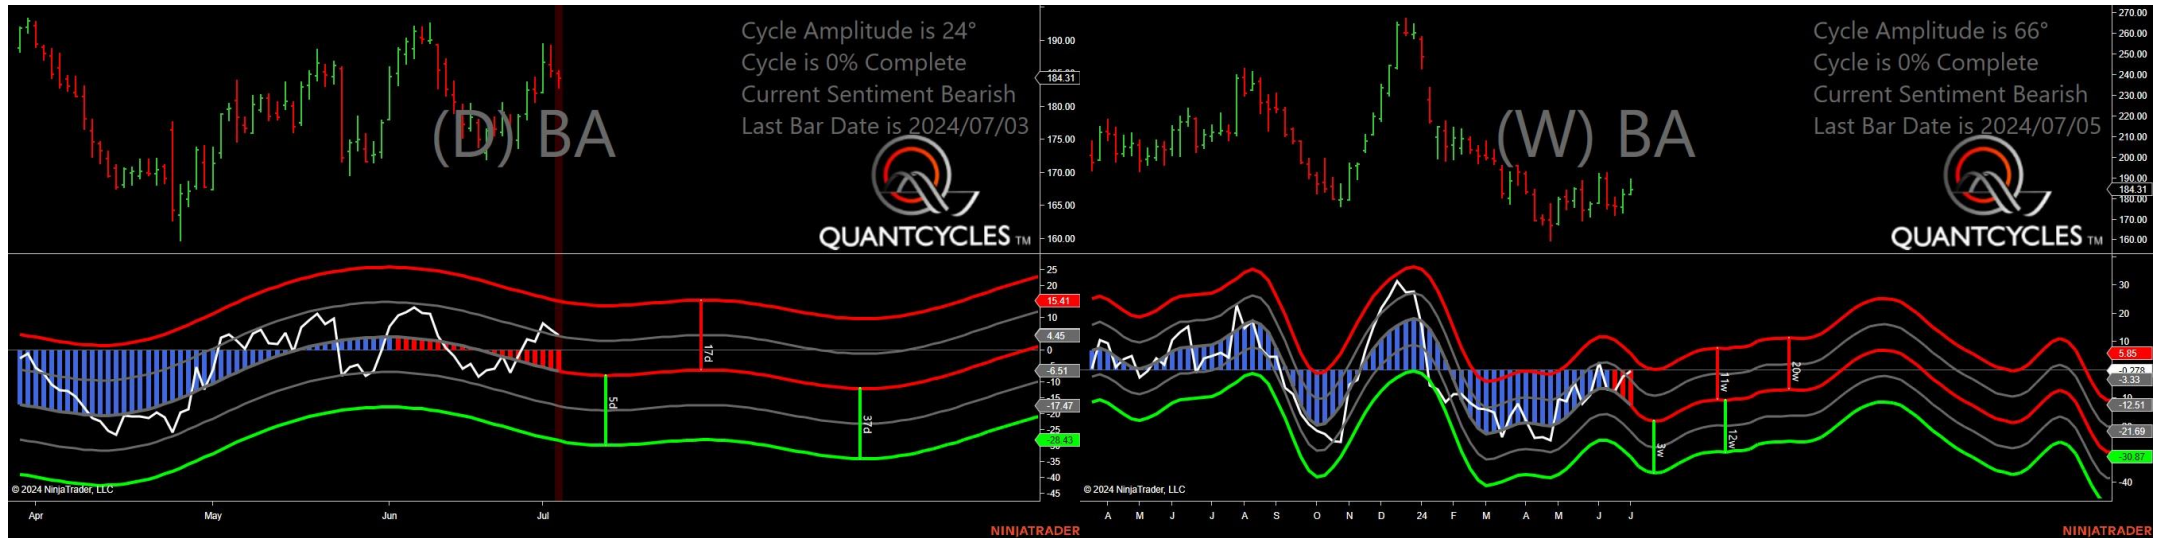 Cycle Amplitude is 24°
Cycle is 0% Complete
Current Sentiment Bearish
Last Bar Date is 2024/07/03
(D) BA
QUANTCYCLES TM
190.00
184.31
180.00
175.00
170.00
165.00
160.00
25
20
15.41
10
4.45
0
-6.51
-10
-17.47
-25
-28.43
-35
-40
-45
17d
5d
37d
© 2024 NinjaTrader, LLC
Apr May Jun Jul
NINJATRADER
Cycle Amplitude is 66°
Cycle is 0% Complete
Current Sentiment Bearish
Last Bar Date is 2024/07/05
(W) BA
QUANTCYCLES TM
270.00
260.00
250.00
240.00
230.00
220.00
210.00
200.00
190.00
184.31
180.00
170.00
160.00
30
20
10
5.85
-0.278
-3.33
-12.51
-21.69
-30.87
-40
11w
20w
3w
12w
© 2024 NinjaTrader, LLC
A M J J A S O N D 24 F M A M J J
NINJATRADER